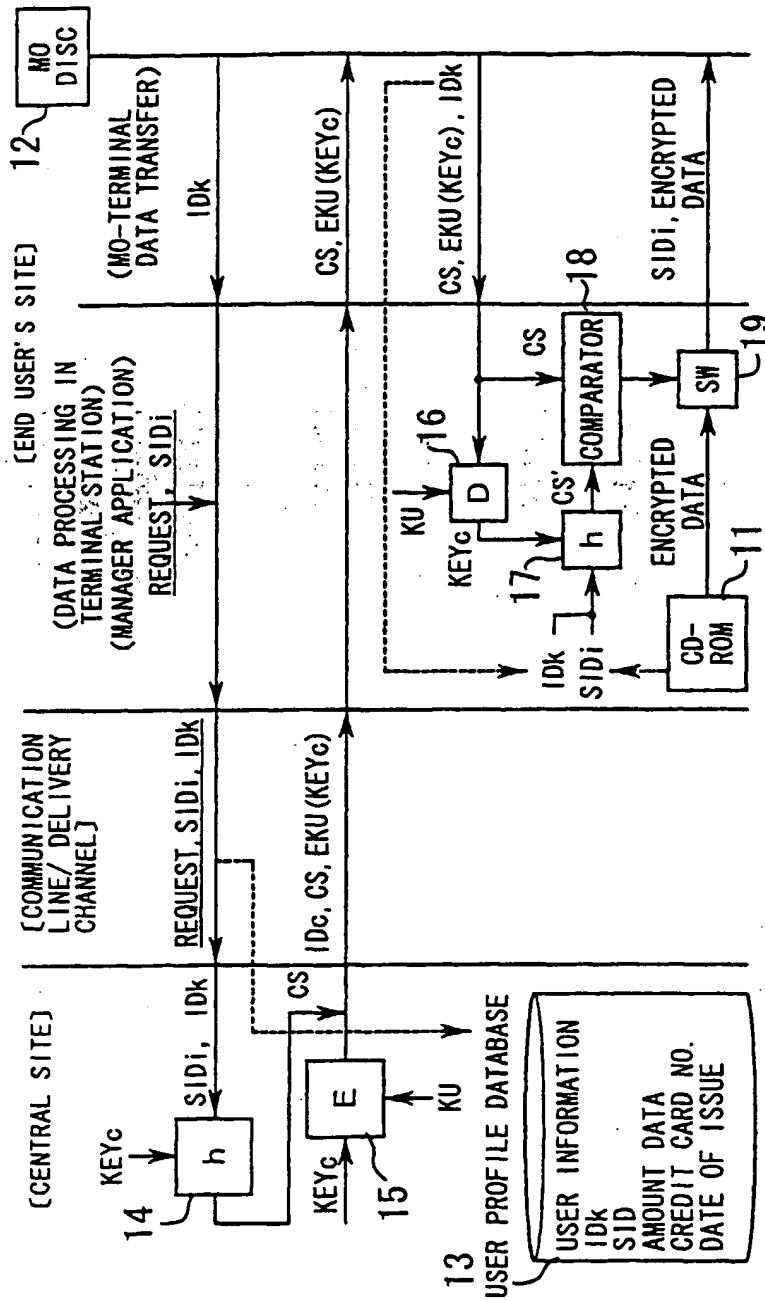 [CENTRAL SITE]
[COMMUNICATION
LINE/ DELIVERY
CHANNEL]
[END USER'S SITE]
(DATA PROCESSING IN
TERMINAL STATION)
(MANAGER APPLICATION)
REQUEST, SIDi
(MO-TERMINAL
DATA TRANSFER)
12
MO
DISC
IDk
REQUEST, SIDi, IDk
SIDi, IDk
KEYc
h
14
CS
KEYc
E
15
KU
IDc, CS, EKU(KEYc)
CS, EKU(KEYc)
IDk
CS, EKU(KEYc), IDk
KU
16
D
KEYc
CS
17
h
CS'
COMPARATOR
18
IDk
SIDi
CD-
ROM
11
ENCRYPTED
DATA
SW
19
SIDi, ENCRYPTED
DATA
13
USER PROFILE DATABASE
USER INFORMATION
IDk
SID
AMOUNT DATA
CREDIT CARD NO.
DATE OF ISSUE